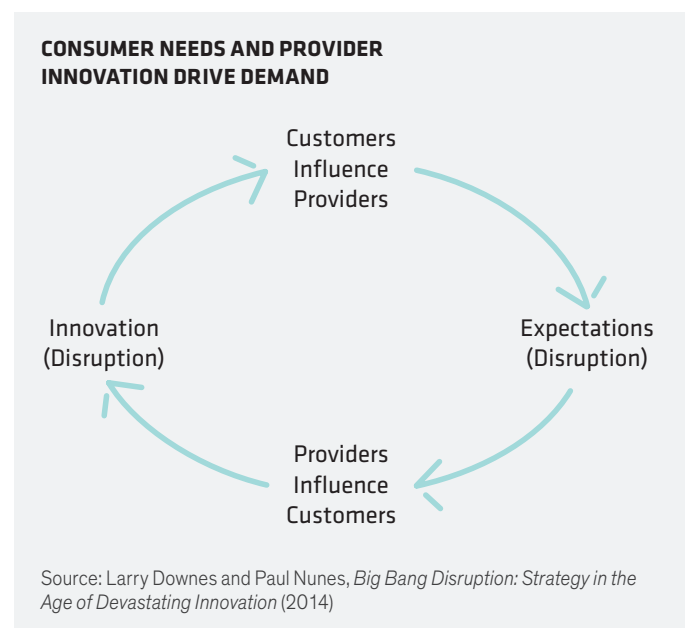 CONSUMER NEEDS AND PROVIDER
INNOVATION DRIVE DEMAND
Customers
Influence
Providers
Innovation
(Disruption)
Expectations
(Disruption)
Providers
Influence
Customers
Source: Larry Downes and Paul Nunes, Big Bang Disruption: Strategy in the
Age of Devastating Innovation (2014)